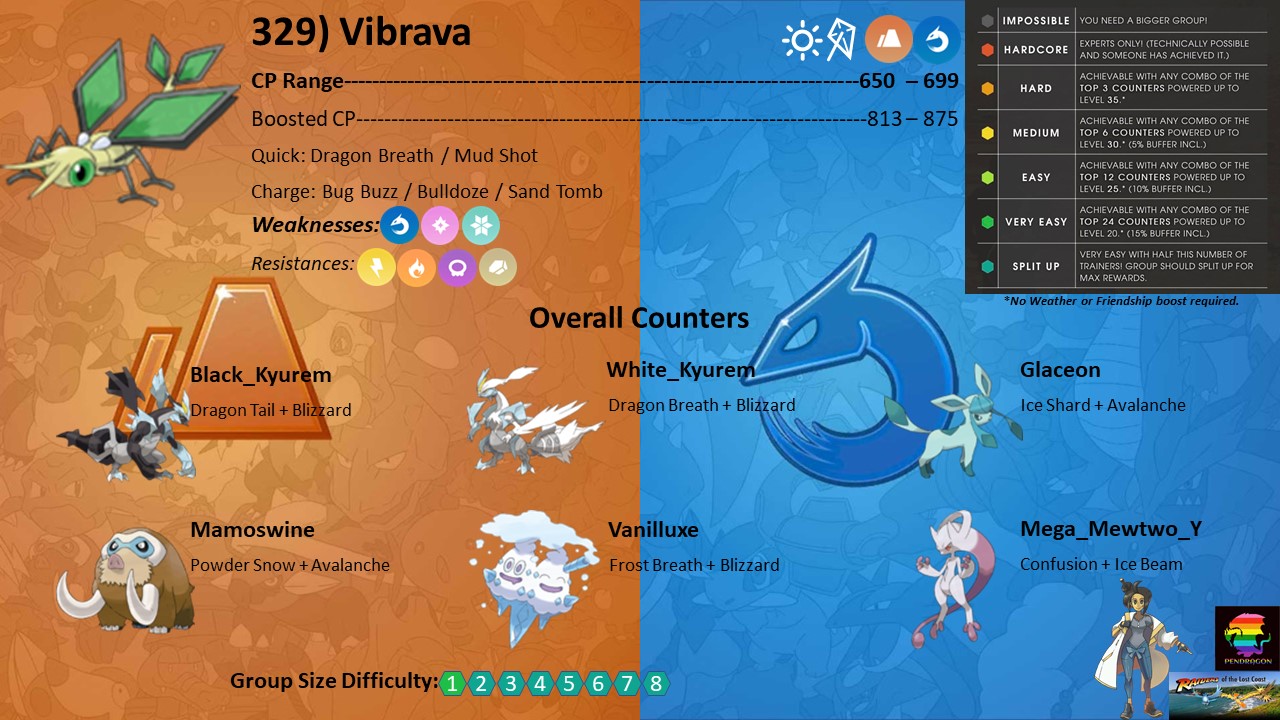 329) Vibrava
CP Range---650 – 699
Boosted CP---813 – 875
Quick: Dragon Breath / Mud Shot
Charge: Bug Buzz / Bulldoze / Sand Tomb
Weaknesses:
Resistances:
IMPOSSIBLE YOU NEED A BIGGER GROUP!
HARDCORE EXPERTS ONLY! (TECHNICALLY POSSIBLE
AND SOMEONE HAS ACHIEVED IT.)
HARD ACHIEVABLE WITH ANY COMBO OF THE
TOP 3 COUNTERS POWERED UP TO
LEVEL 35.*
MEDIUM ACHIEVABLE WITH ANY COMBO OF THE
TOP 6 COUNTERS POWERED UP TO
LEVEL 30.* (5% BUFFER INCL.)
EASY ACHIEVABLE WITH ANY COMBO OF THE
TOP 12 COUNTERS POWERED UP TO
LEVEL 25.* (10% BUFFER INCL.)
VERY EASY ACHIEVABLE WITH ANY COMBO OF THE
TOP 24 COUNTERS POWERED UP TO
LEVEL 20.* (15% BUFFER INCL.)
SPLIT UP VERY EASY WITH HALF THIS NUMBER OF
TRAINERS! GROUP SHOULD SPLIT UP FOR
MAX REWARDS.
*No Weather or Friendship boost required.
Overall Counters
Black_Kyurem
Dragon Tail + Blizzard
White_Kyurem
Dragon Breath + Blizzard
Glaceon
Ice Shard + Avalanche
Mamoswine
Powder Snow + Avalanche
Vanilluxe
Frost Breath + Blizzard
Mega_Mewtwo_Y
Confusion + Ice Beam
Group Size Difficulty: 1 2 3 4 5 6 7 8
PENDRAGON
RAIDERS of the Lost Coast